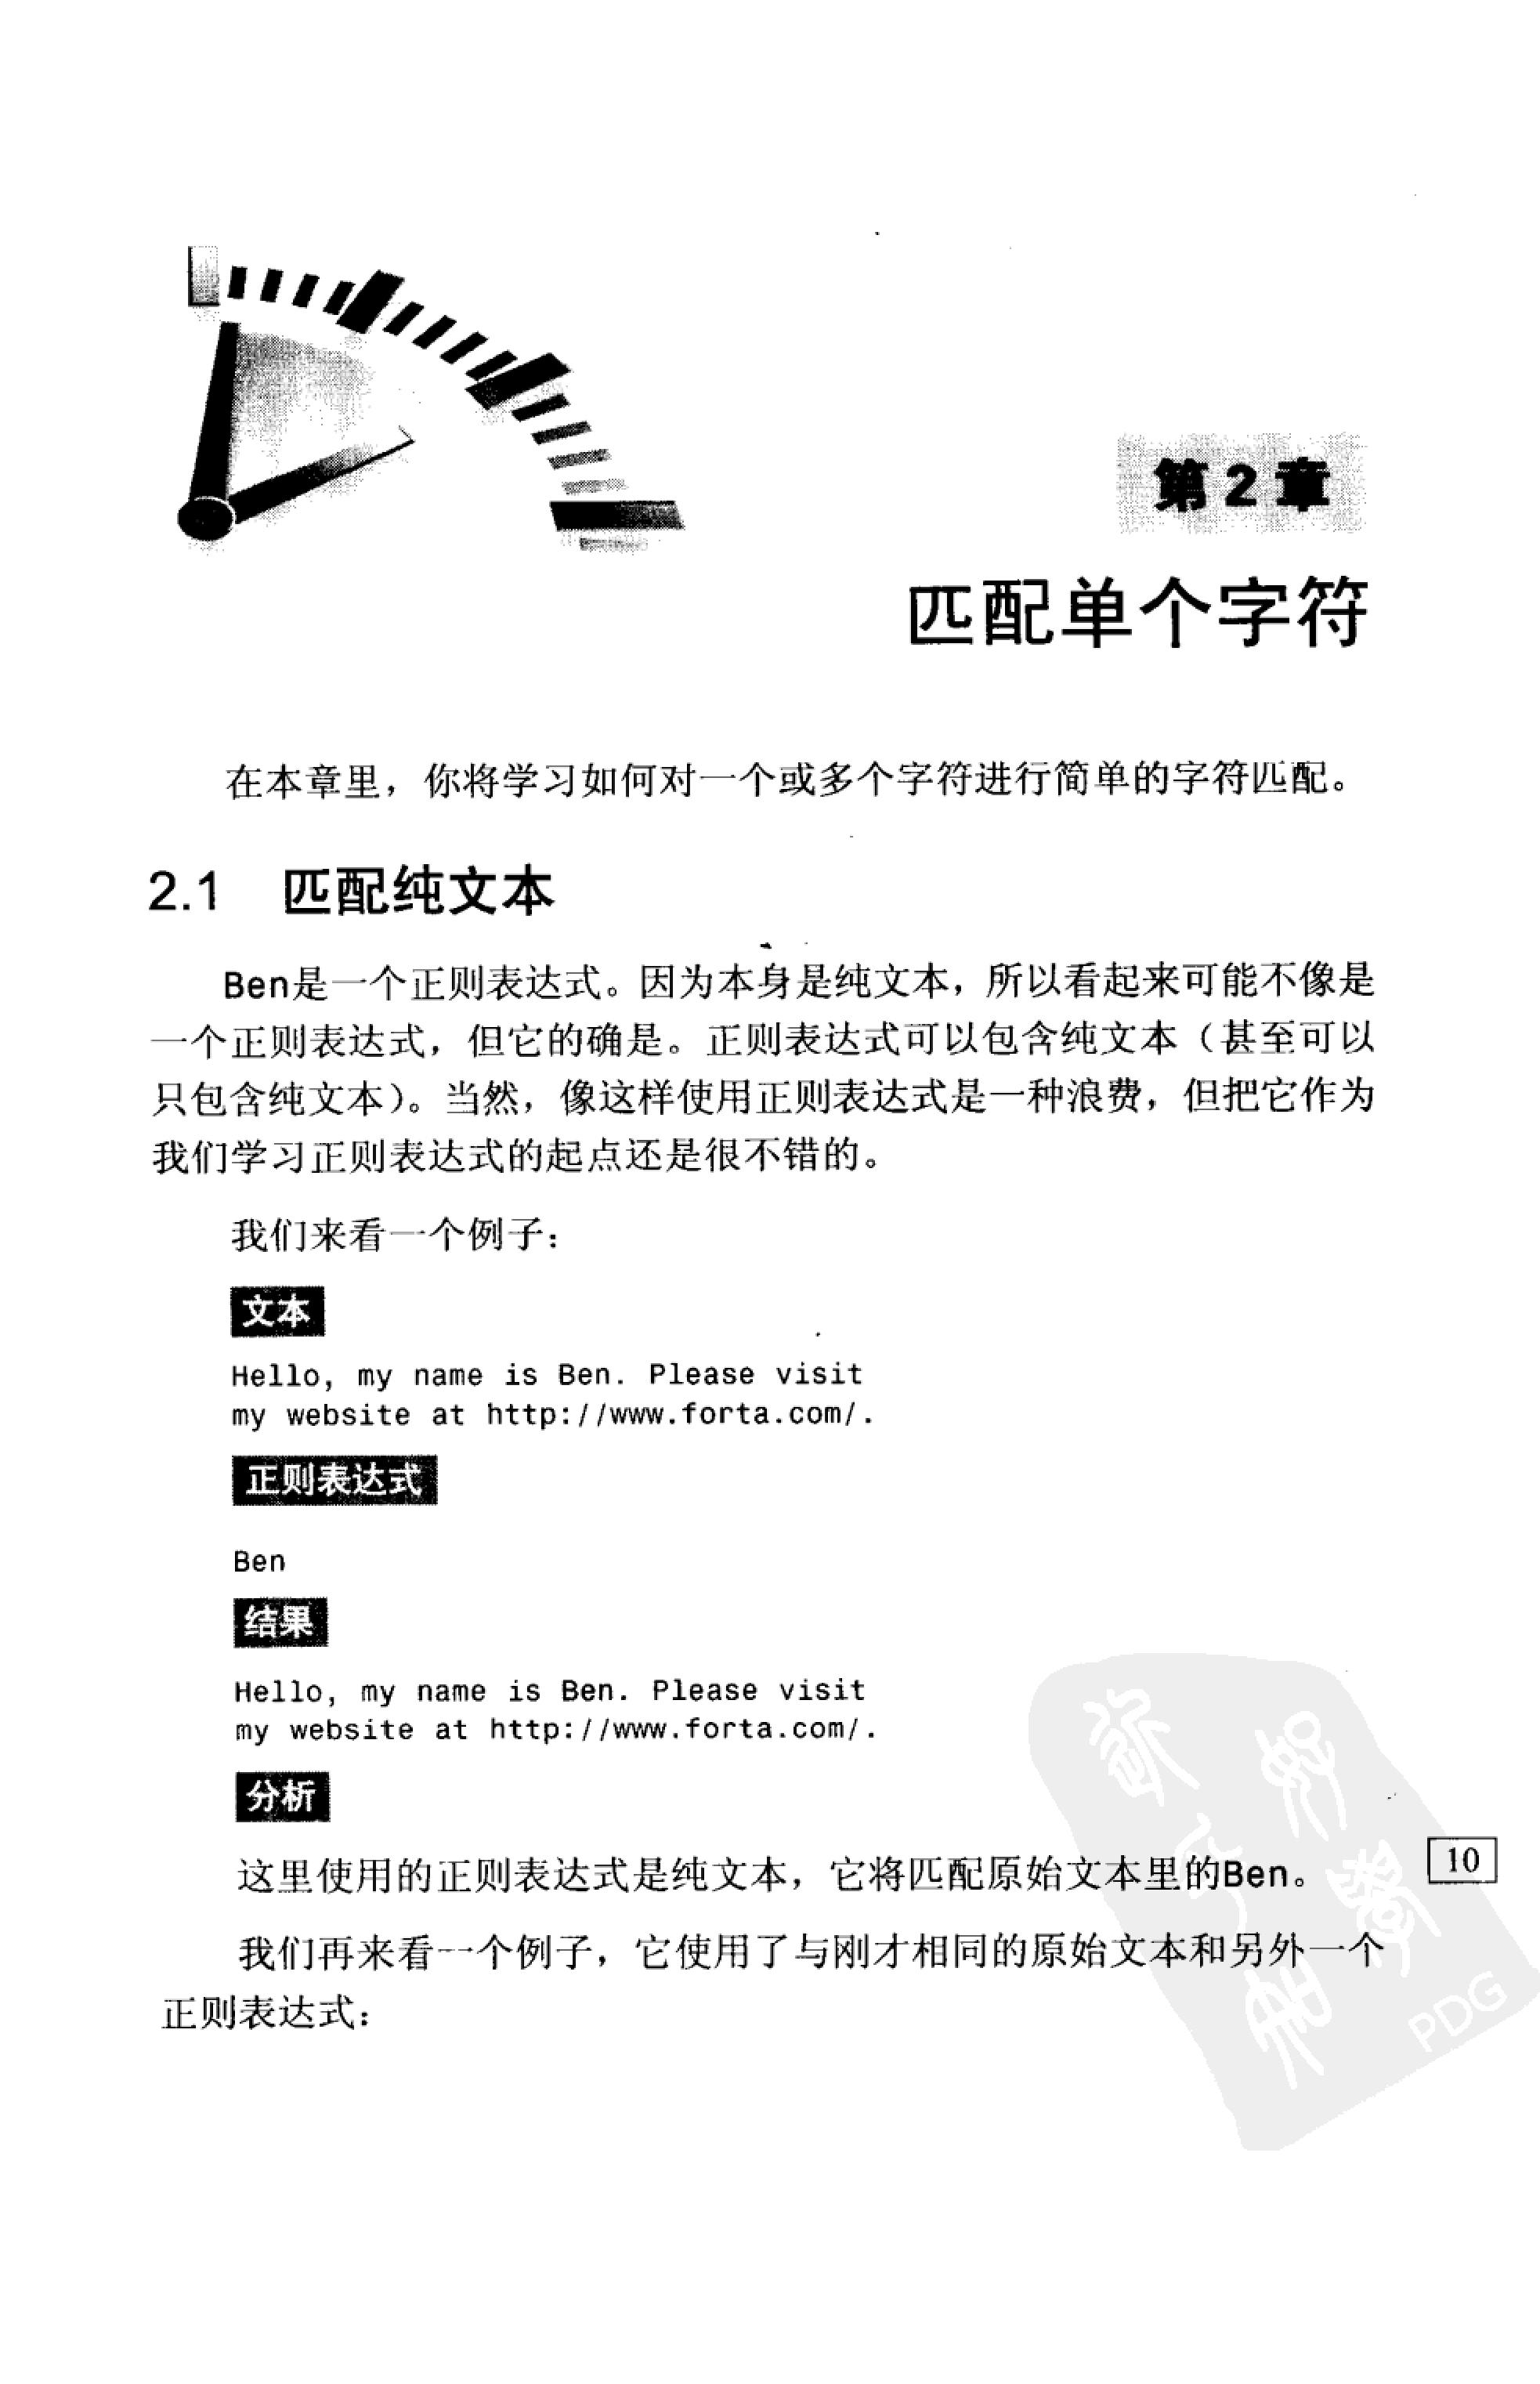 第2章
匹配单个字符
在本章里，你将学习如何对一个或多个字符进行简单的字符匹配。
2.1 匹配纯文本
Ben是一个正则表达式。因为本身是纯文本，所以看起来可能不像是
一个正则表达式，但它的确是。正则表达式可以包含纯文本（甚至可以
只包含纯文本）。当然，像这样使用正则表达式是一种浪费，但把它作为
我们学习正则表达式的起点还是很不错的。
我们来看一个例子：
文本
Hello, my name is Ben. Please visit
my website at http://www.forta.com/.
正则表达式
Ben
结果
Hello, my name is Ben. Please visit
my website at http://www.forta.com/.
分析
这里使用的正则表达式是纯文本，它将匹配原始文本里的Ben。
10
我们再来看一个例子，它使用了与刚才相同的原始文本和另外一个
正则表达式：
PDG